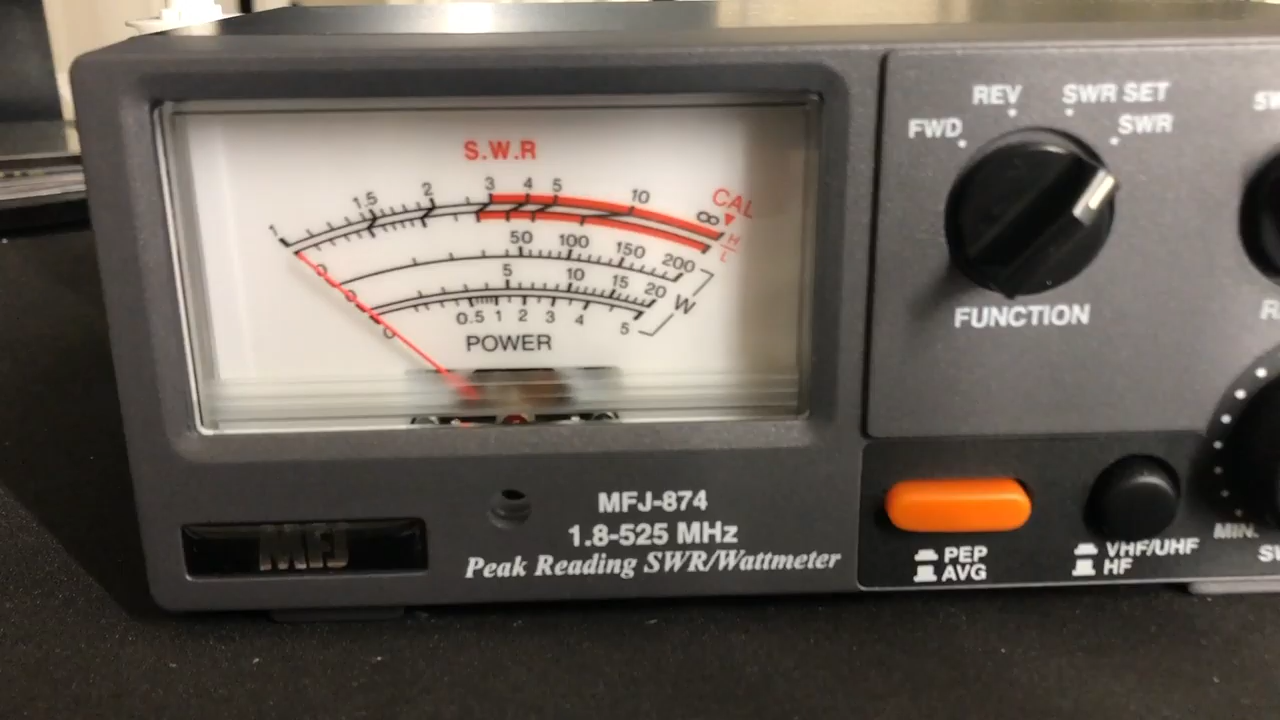 S.W.R
CAL
1 1.5 2 3 4 5 10 ∞
H
L
0 50 100 150 200
0 5 10 15 20
W
0 0.5 1 2 3 4 5
POWER
FWD REV SWR SET SWR
FUNCTION
MFJ
MFJ-874
1.8-525 MHz
Peak Reading SWR/Wattmeter
PEP
AVG
VHF/UHF
HF
MIN.